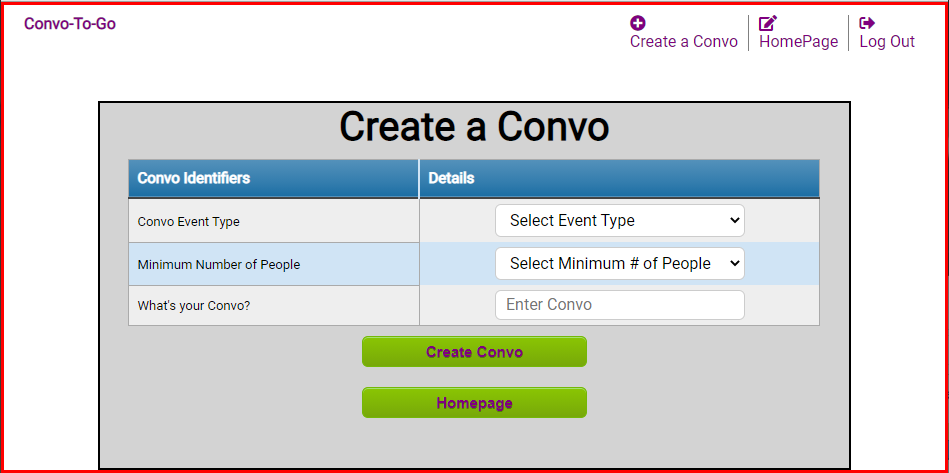 Convo-To-Go
Create a Convo
HomePage
Log Out
Create a Convo
Convo Identifiers
Details
Convo Event Type
Select Event Type
Minimum Number of People
Select Minimum # of People
What's your Convo?
Enter Convo
Create Convo
Homepage